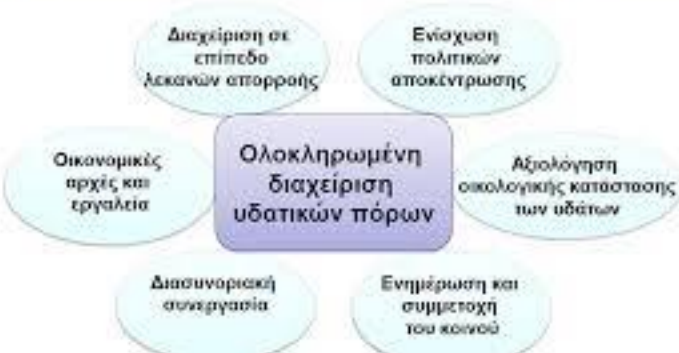 Διαχείριση σε
επίπεδο
λεκανών απορροής
Ενίσχυση
πολιτικών
αποκέντρωσης
Οικονομικές
αρχές και
εργαλεία
Ολοκληρωμένη
διαχείριση
υδατικών πόρων
Αξιολόγηση
οικολογικής κατάστασης
των υδάτων
Διασυνοριακή
συνεργασία
Ενημέρωση και
συμμετοχή
του κοινού